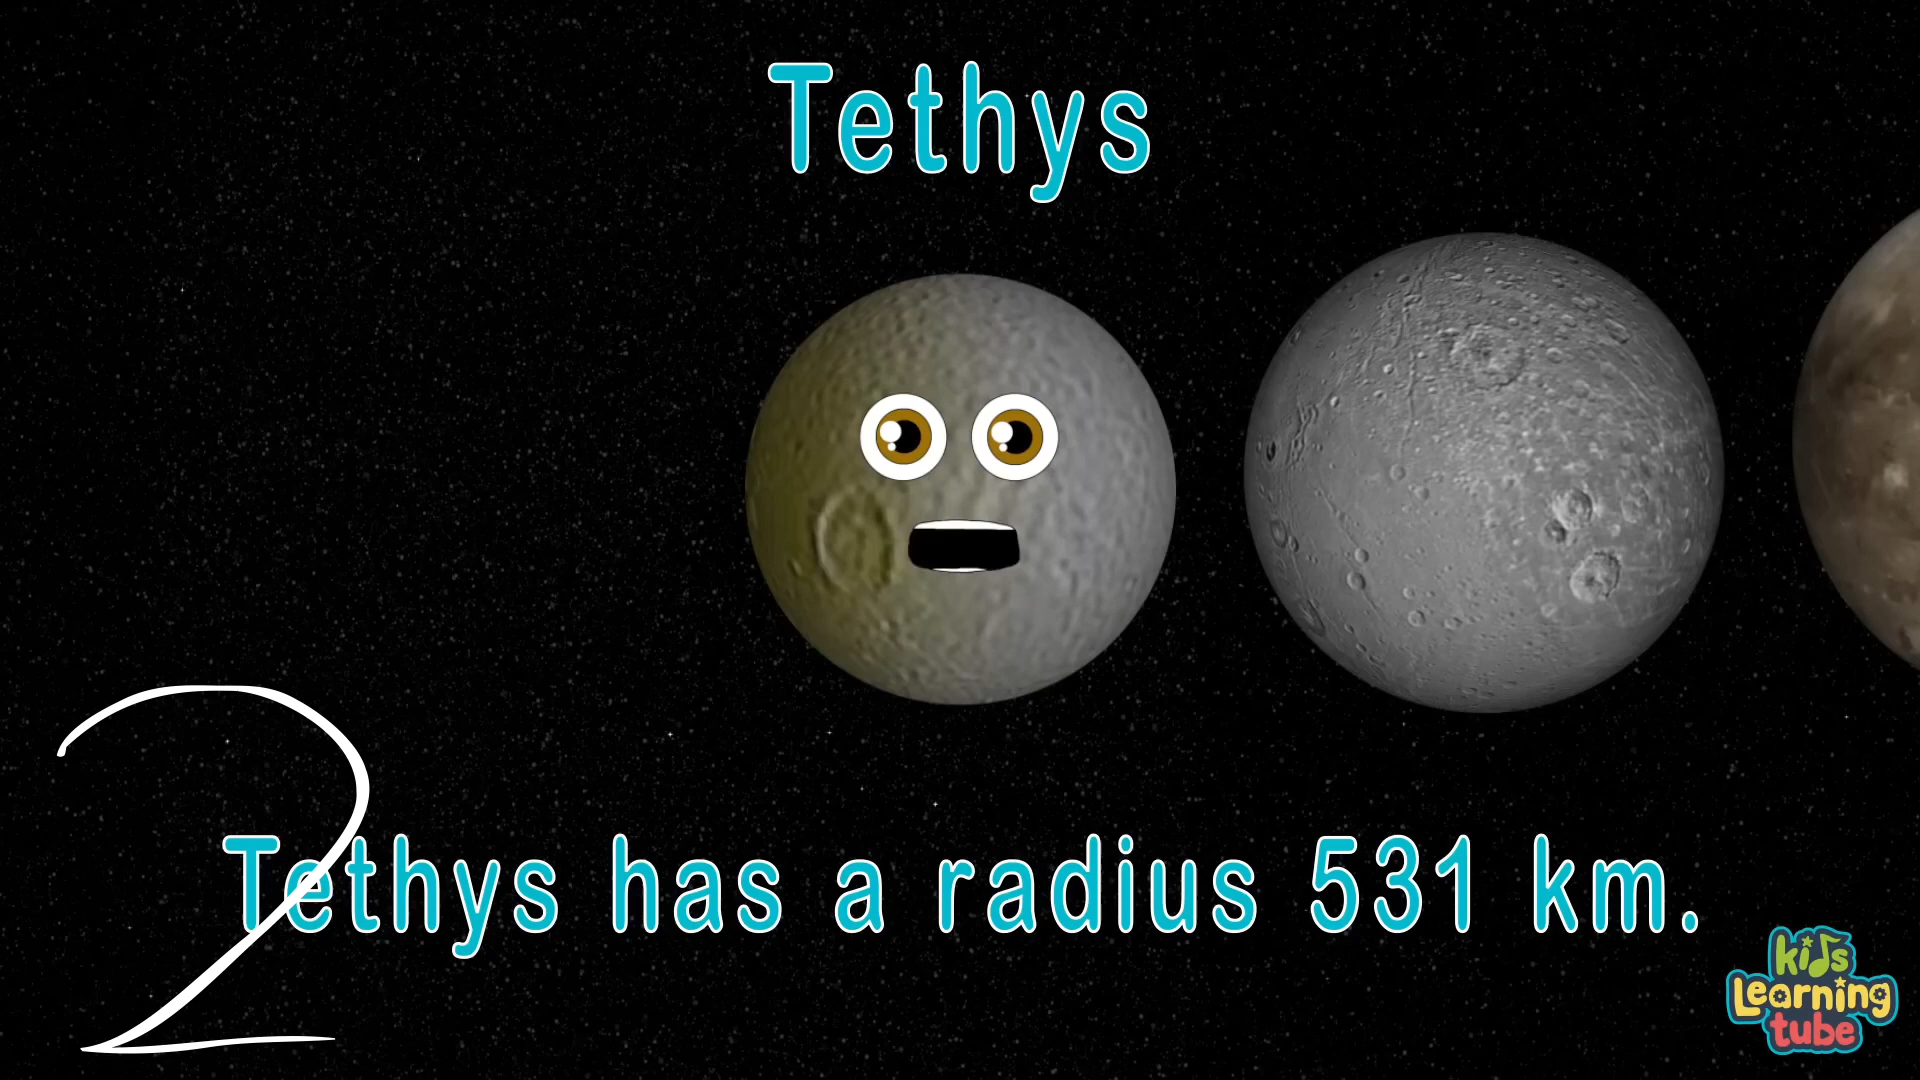 Tethys
2
Tethys has a radius 531 km.
kids
Learning
tube